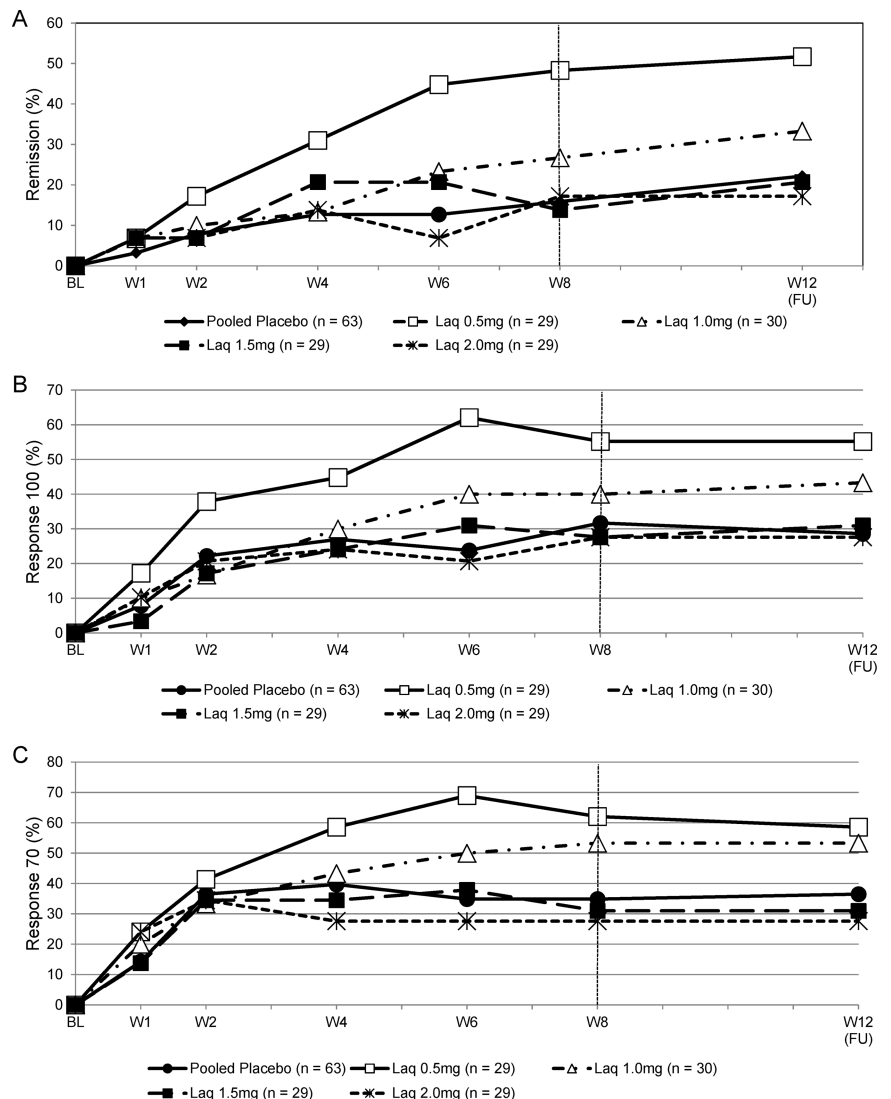 A
Remission (%)
60
50
40
30
20
10
0
BL W1 W2 W4 W6 W8 W12
(FU)
Pooled Placebo (n = 63) Laq 0.5mg (n = 29) Laq 1.0mg (n = 30)
Laq 1.5mg (n = 29) Laq 2.0mg (n = 29)
B
Response 100 (%)
70
60
50
40
30
20
10
0
BL W1 W2 W4 W6 W8 W12
(FU)
Pooled Placebo (n = 63) Laq 0.5mg (n = 29) Laq 1.0mg (n = 30)
Laq 1.5mg (n = 29) Laq 2.0mg (n = 29)
C
Response 70 (%)
80
70
60
50
40
30
20
10
0
BL W1 W2 W4 W6 W8 W12
(FU)
Pooled Placebo (n = 63) Laq 0.5mg (n = 29) Laq 1.0mg (n = 30)
Laq 1.5mg (n = 29) Laq 2.0mg (n = 29)